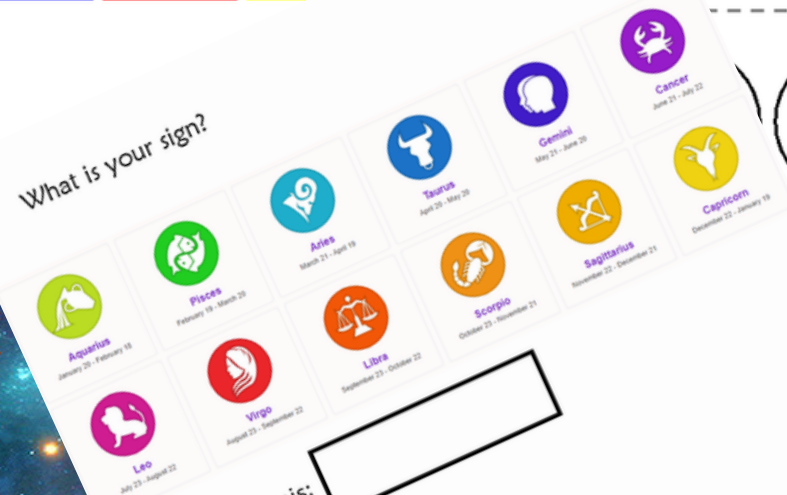 What is your sign?
Aquarius
January 20 - February 18
Pisces
February 19 - March 20
Aries
March 21 - April 19
Taurus
April 20 - May 20
Gemini
May 21 - June 20
Cancer
June 21 - July 22
Leo
July 23 - August 22
Virgo
August 23 - September 22
Libra
September 23 - October 22
Scorpio
October 23 - November 21
Sagittarius
November 22 - December 21
Capricorn
December 22 - January 19
is: